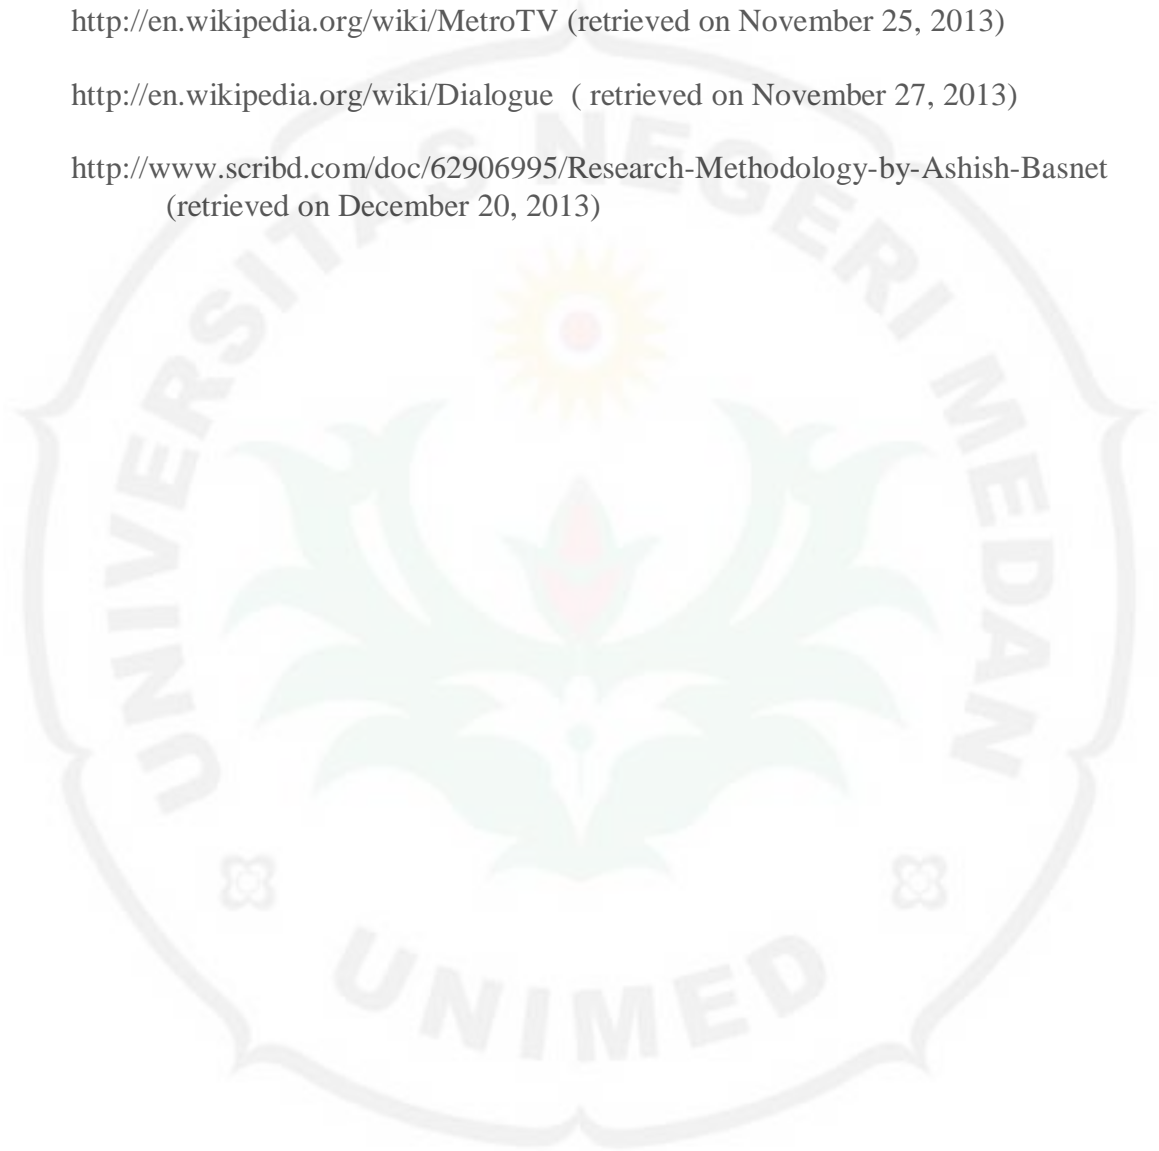 http://en.wikipedia.org/wiki/MetroTV (retrieved on November 25, 2013)
http://en.wikipedia.org/wiki/Dialogue ( retrieved on November 27, 2013)
http://www.scribd.com/doc/62906995/Research-Methodology-by-Ashish-Basnet
(retrieved on December 20, 2013)
UNIVERSITAS NEGERI MEDAN
UNIMED